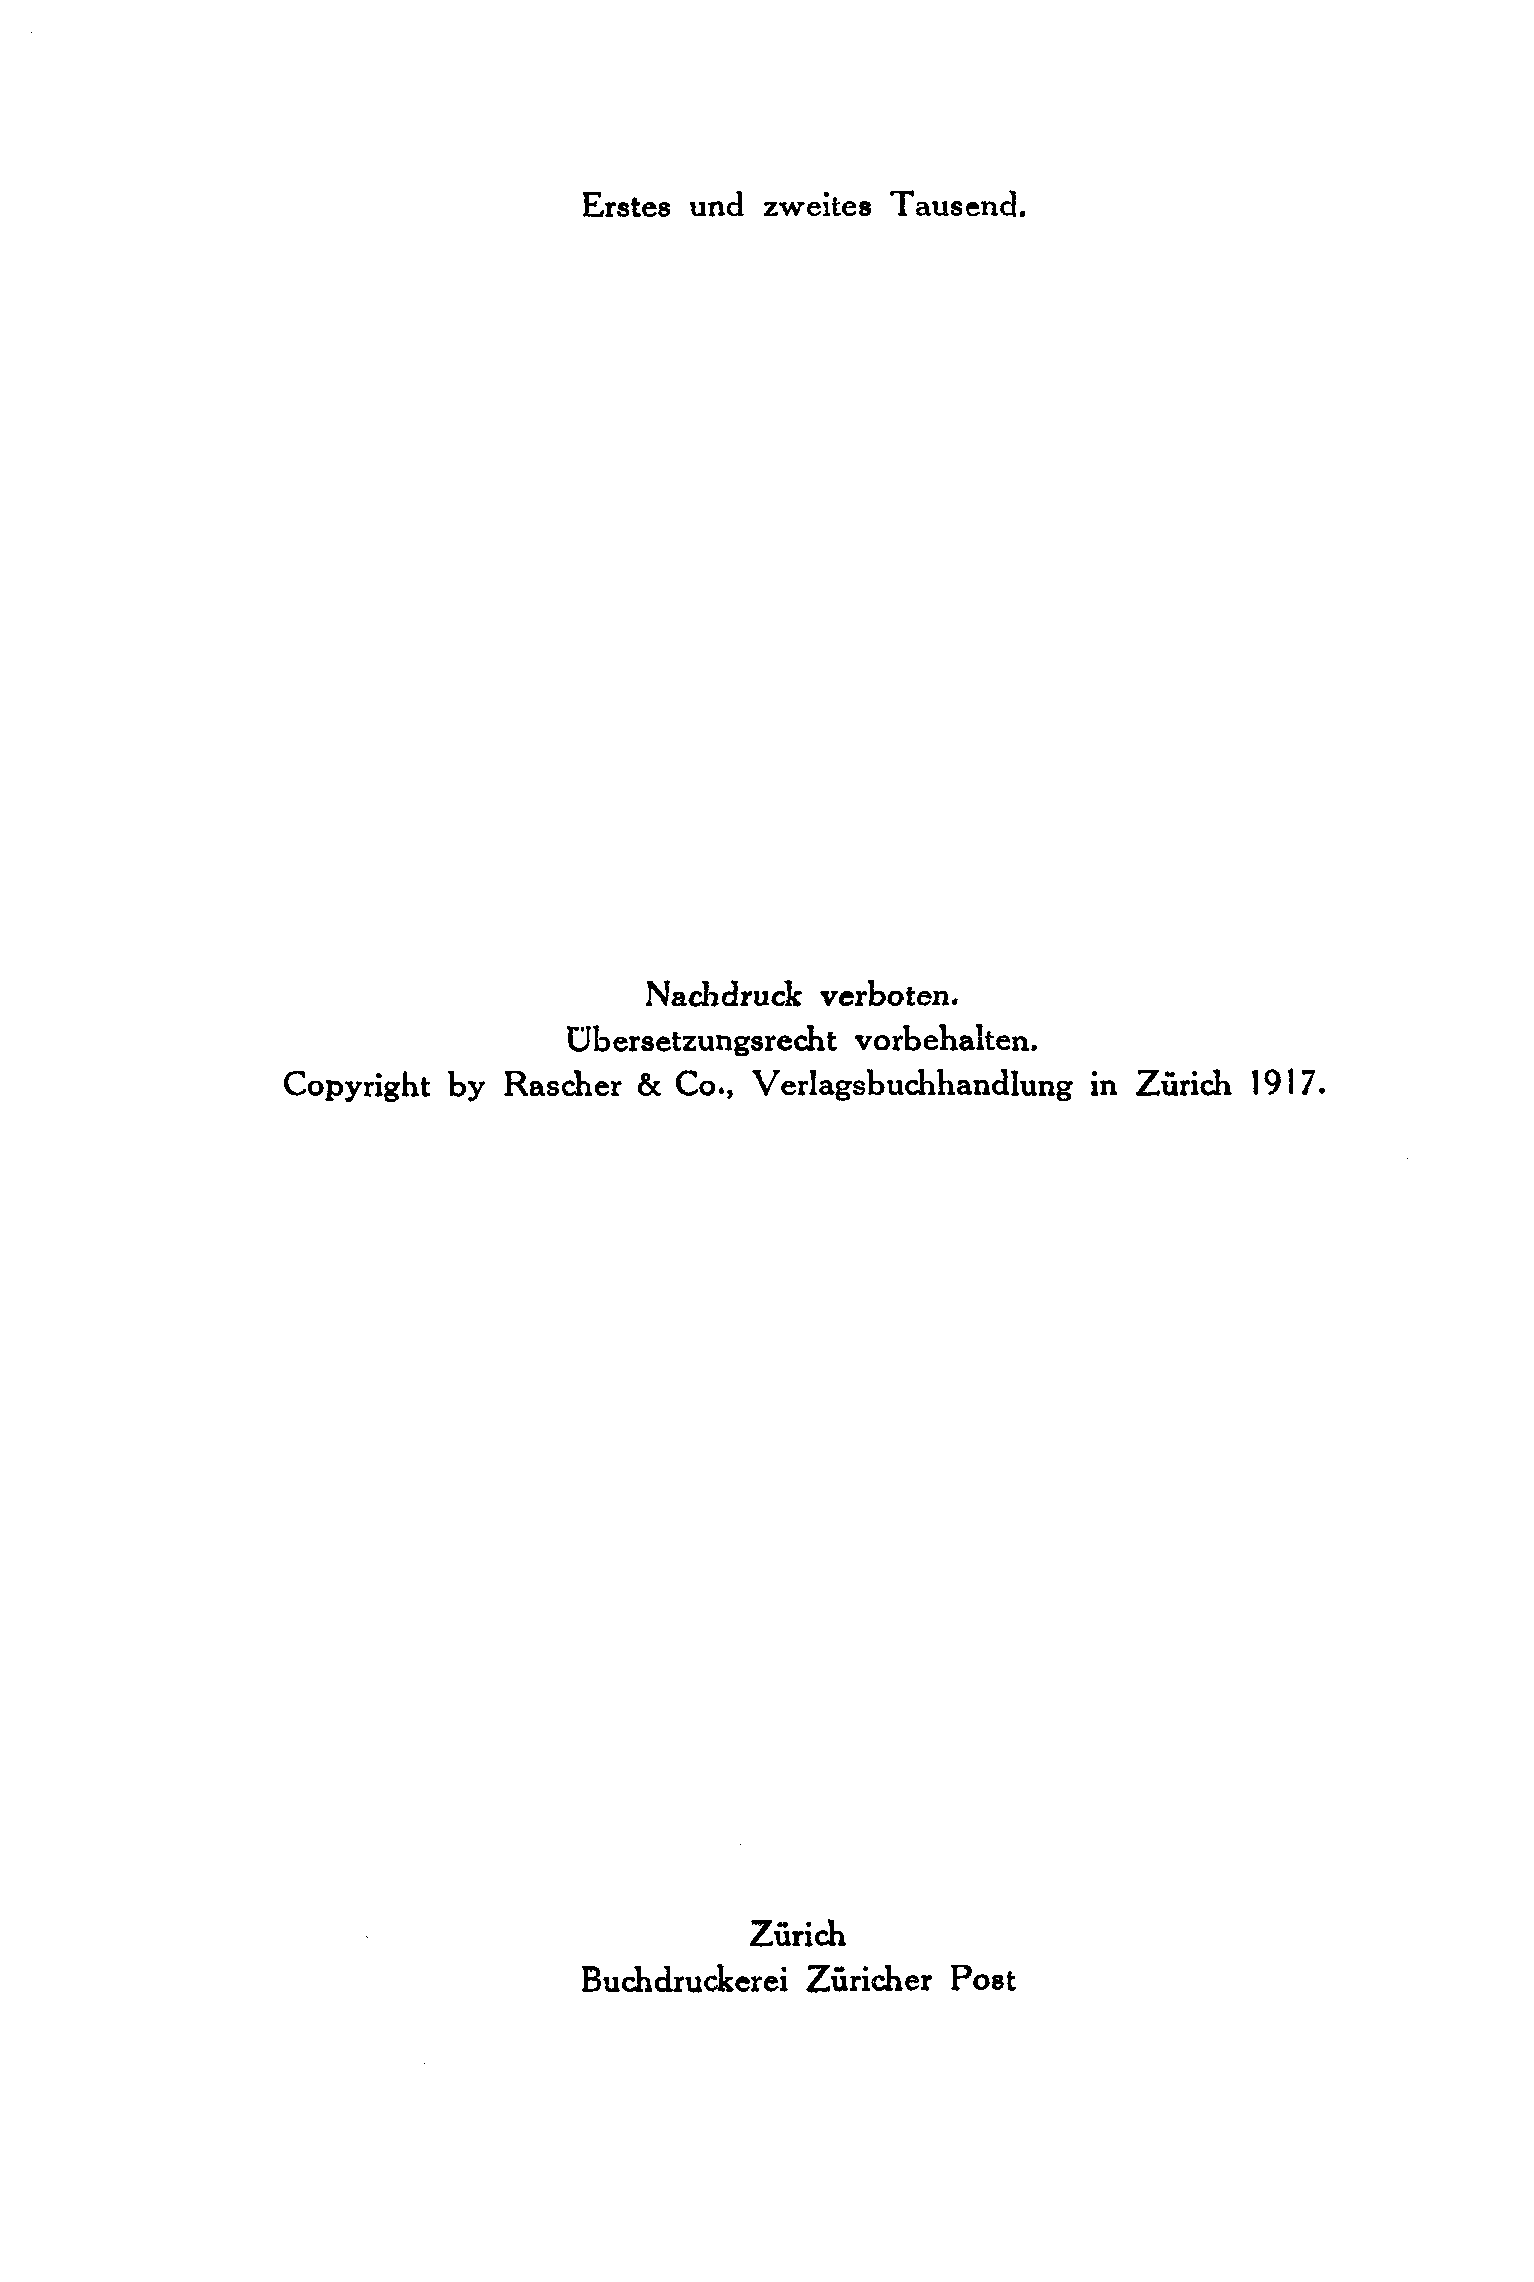 Erstes und zweites Tausend.
Nachdruck verboten.
Übersetzungsrecht vorbehalten.
Copyright by Rascher & Co., Verlagsbuchhandlung in Zürich 1917.
Zürich
Buchdruckerei Züricher Post